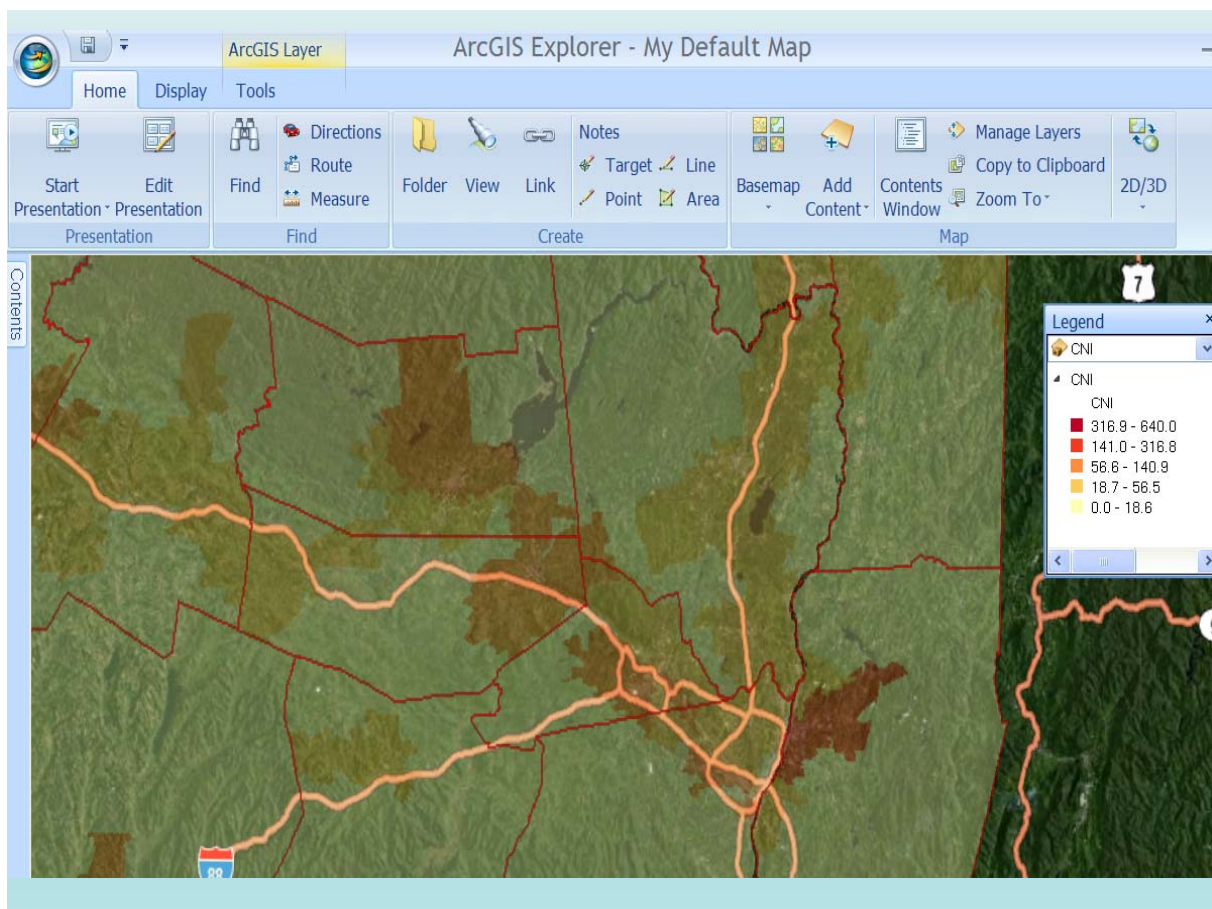 ArcGIS Layer
ArcGIS Explorer - My Default Map
Home
Display
Tools
Start Presentation
Edit Presentation
Presentation
Find
Directions
Route
Measure
Find
Folder
View
Link
Notes
Target
Line
Point
Area
Create
Basemap
Add Content
Contents Window
Manage Layers
Copy to Clipboard
Zoom To
2D/3D
Map
Contents
7
Legend
CNI
CNI
CNI
316.9 - 640.0
141.0 - 316.8
56.6 - 140.9
18.7 - 56.5
0.0 - 18.6
88